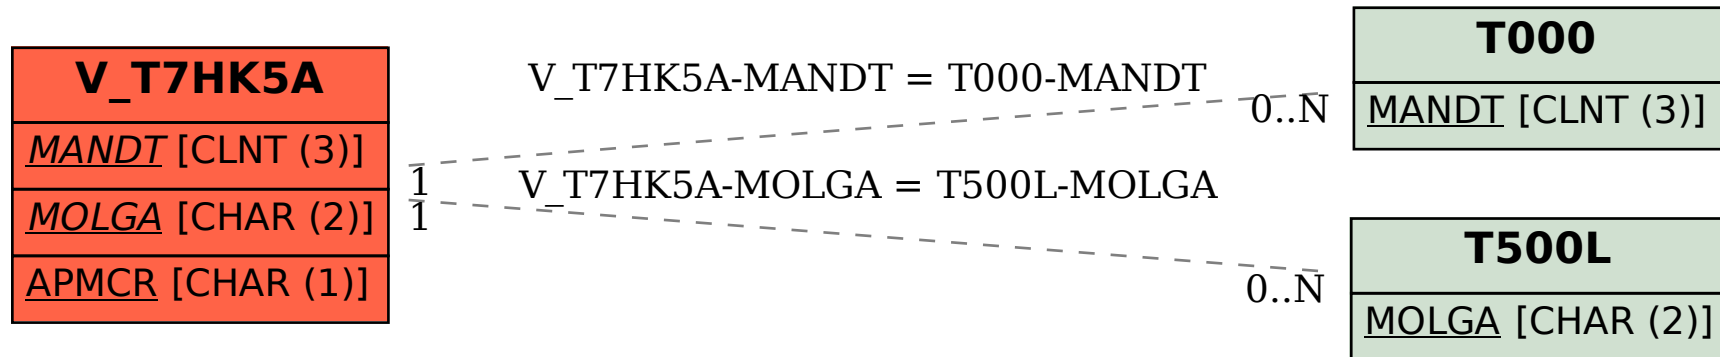 V_T7HK5A
MANDT [CLNT (3)]
MOLGA [CHAR (2)]
APMCR [CHAR (1)]
V_T7HK5A-MANDT = T000-MANDT
0..N
1
V_T7HK5A-MOLGA = T500L-MOLGA
1
0..N
T000
MANDT [CLNT (3)]
T500L
MOLGA [CHAR (2)]